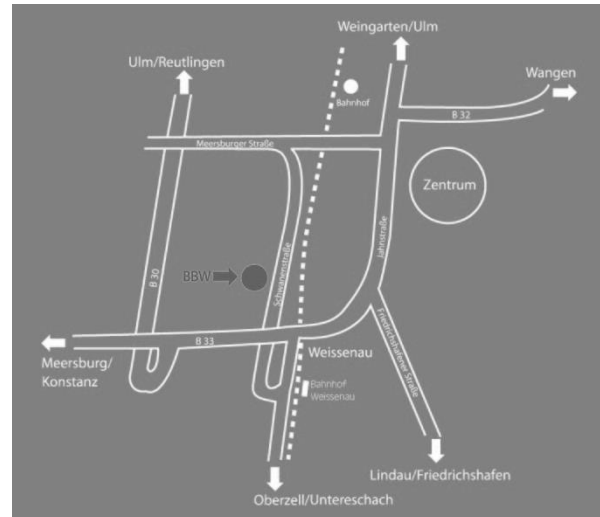 Weingarten/Ulm
Ulm/Reutlingen
Wangen
Bahnhof
B 32
Meersburger Straße
Zentrum
Jahnstraße
Schwanenstraße
BBW
B 30
Friedrichshafener Straße
B 33
Weissenau
Meersburg/
Konstanz
Bahnhof
Weissenau
Lindau/Friedrichshafen
Oberzell/Untereschach